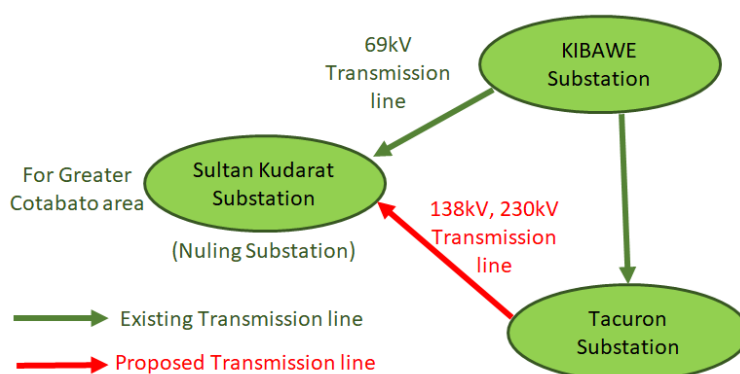 69kV
Transmission
line
KIBAWE
Substation
For Greater
Cotabato area
Sultan Kudarat
Substation
(Nuling Substation)
138kV, 230kV
Transmission
line
Tacuron
Substation
Existing Transmission line
Proposed Transmission line